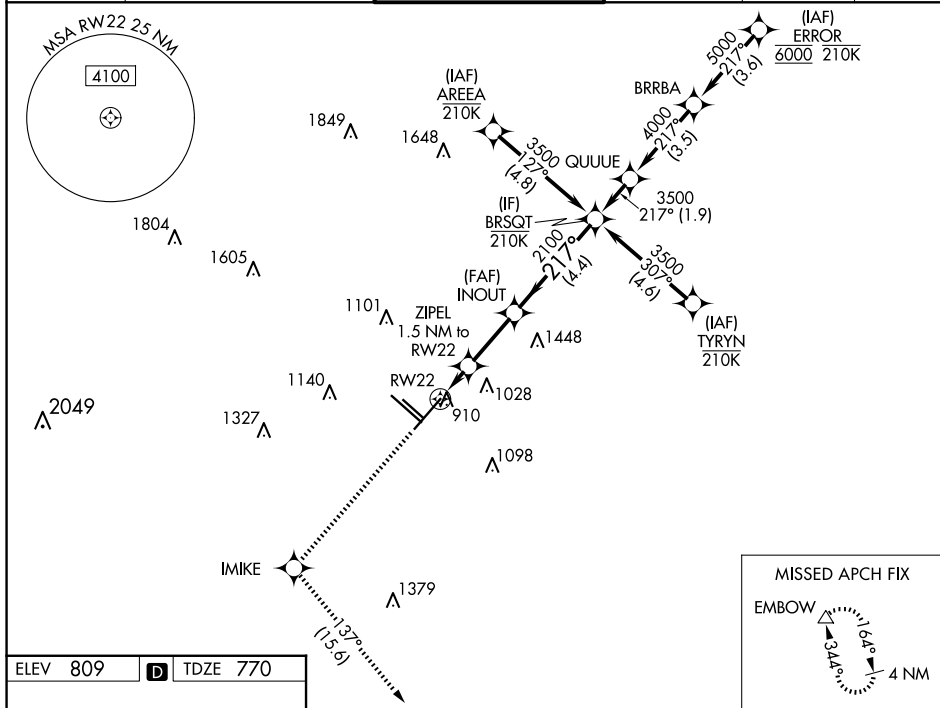 MSA RW22 25 NM
4100
(IAF)
ERROR
6000 210K
5000
217°
(3.6)
BRRBA
4000
217°
(3.5)
(IAF)
AREEA
210K
1849
1648
3500
127°
(4.8)
QUUUE
3500
217° (1.9)
(IF)
BRSQT
210K
2100
217°
(4.4)
3500
307°
(4.6)
(IAF)
TYRYN
210K
1804
1605
(FAF)
INOUT
1101
ZIPEL
1.5 NM to
RW22
1448
1140
RW22
1028
910
2049
1327
1098
IMIKE
1379
137°
(15.6)
MISSED APCH FIX
EMBOW
164°
344°
4 NM
ELEV 809 D TDZE 770